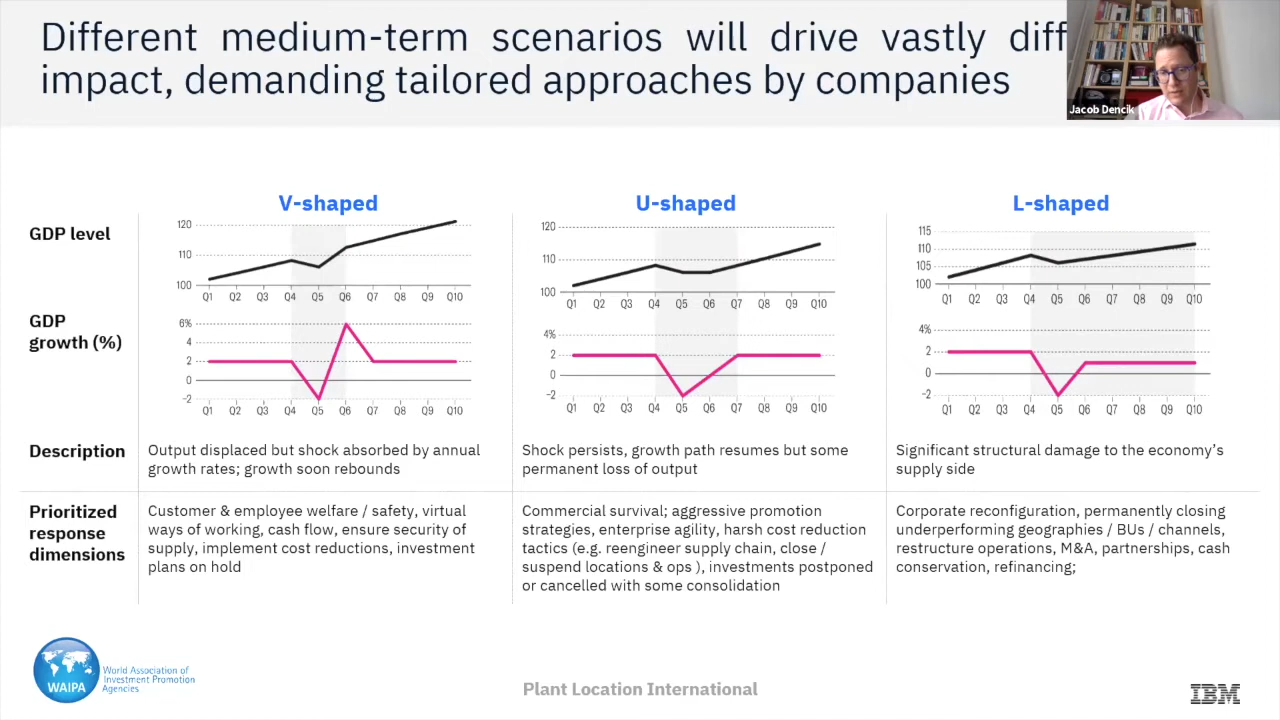 Different medium-term scenarios will drive vastly diff
impact, demanding tailored approaches by companies
Jacob Dencik
V-shaped
U-shaped
L-shaped
GDP level
120
110
100
Q1 Q2 Q3 Q4 Q5 Q6 Q7 Q8 Q9 Q10
120
110
100
Q1 Q2 Q3 Q4 Q5 Q6 Q7 Q8 Q9 Q10
115
110
105
100
Q1 Q2 Q3 Q4 Q5 Q6 Q7 Q8 Q9 Q10
GDP
growth (%)
6%
4
2
0
-2
Q1 Q2 Q3 Q4 Q5 Q6 Q7 Q8 Q9 Q10
4%
2
0
-2
Q1 Q2 Q3 Q4 Q5 Q6 Q7 Q8 Q9 Q10
4%
2
0
-2
Q1 Q2 Q3 Q4 Q5 Q6 Q7 Q8 Q9 Q10
Description
Output displaced but shock absorbed by annual
growth rates; growth soon rebounds
Shock persists, growth path resumes but some
permanent loss of output
Significant structural damage to the economy's
supply side
Prioritized
response
dimensions
Customer & employee welfare / safety, virtual
ways of working, cash flow, ensure security of
supply, implement cost reductions, investment
plans on hold
Commercial survival; aggressive promotion
strategies, enterprise agility, harsh cost reduction
tactics (e.g. reengineer supply chain, close /
suspend locations & ops ), investments postponed
or cancelled with some consolidation
Corporate reconfiguration, permanently closing
underperforming geographies / BUs / channels,
restructure operations, M&A, partnerships, cash
conservation, refinancing;
WAIPA
World Association of
Investment Promotion
Agencies
Plant Location International
IBM